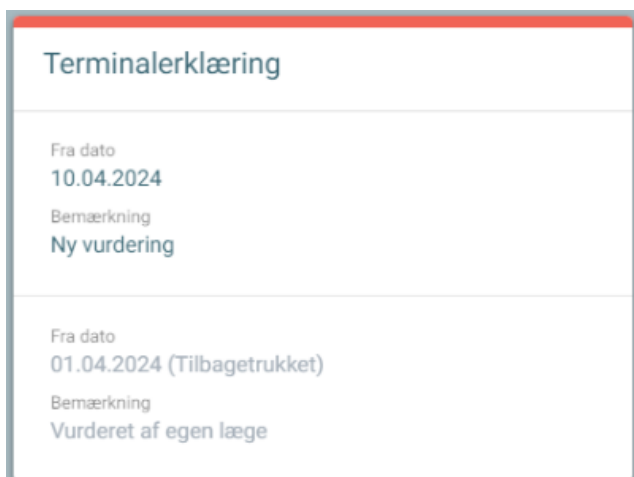 Terminalerklæring
Fra dato
10.04.2024
Bemærkning
Ny vurdering
Fra dato
01.04.2024 (Tilbagetrukket)
Bemærkning
Vurderet af egen læge